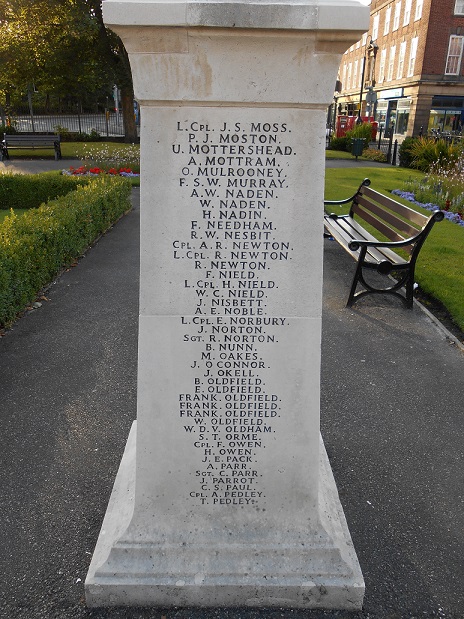 L. CPL. J. S. MOSS.
P. J. MOSTON.
U. MOTTERSHEAD.
A. MOTTRAM.
O. MULROONEY.
F. S. W. MURRAY.
A. W. NADEN.
W. NADEN.
H. NADIN.
F. NEEDHAM.
R. W. NESBIT.
CPL. A. R. NEWTON.
L. CPL. R. NEWTON.
R. NEWTON.
F. NIELD.
L. CPL. H. NIELD.
W. C. NIELD.
J. NISBETT.
A. E. NOBLE.
L. CPL. E. NORBURY.
J. NORTON.
SGT. R. NORTON.
B. NUNN.
M. OAKES.
J. O CONNOR.
J. OKELL.
B. OLDFIELD.
E. OLDFIELD.
FRANK. OLDFIELD.
FRANK. OLDFIELD.
FRANK. OLDFIELD.
W. OLDFIELD.
W. D. V. OLDHAM.
S. T. ORME.
CPL. F. OWEN.
H. OWEN.
J. E. PACK.
A. PARR.
SGT. C. PARR.
J. PARROT.
C. S. PAUL.
CPL. A. PEDLEY.
T. PEDLEY.